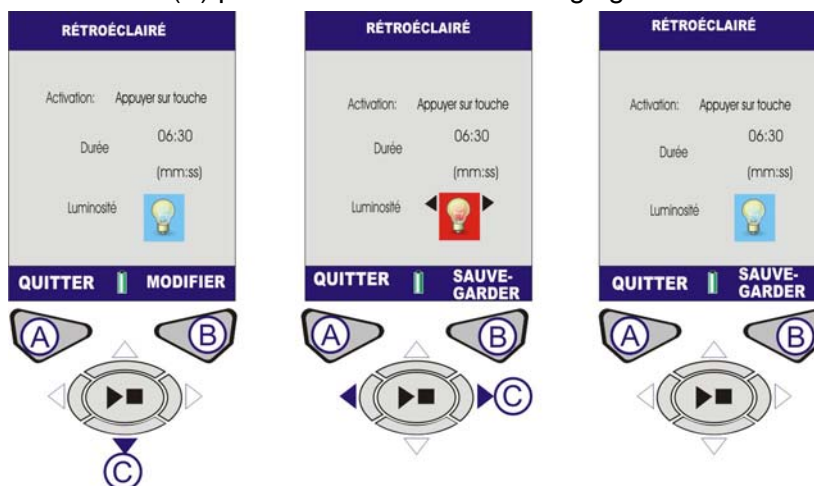 RÉTROÉCLAIRÉ
Activation: Appuyer sur touche
Durée 06:30
(mm:ss)
Luminosité
QUITTER MODIFIER
A B
C
RÉTROÉCLAIRÉ
Activation: Appuyer sur touche
Durée 06:30
(mm:ss)
Luminosité
QUITTER SAUVE-
GARDER
A B
C
RÉTROÉCLAIRÉ
Activation: Appuyer sur touche
Durée 06:30
(mm:ss)
Luminosité
QUITTER SAUVE-
GARDER
A B